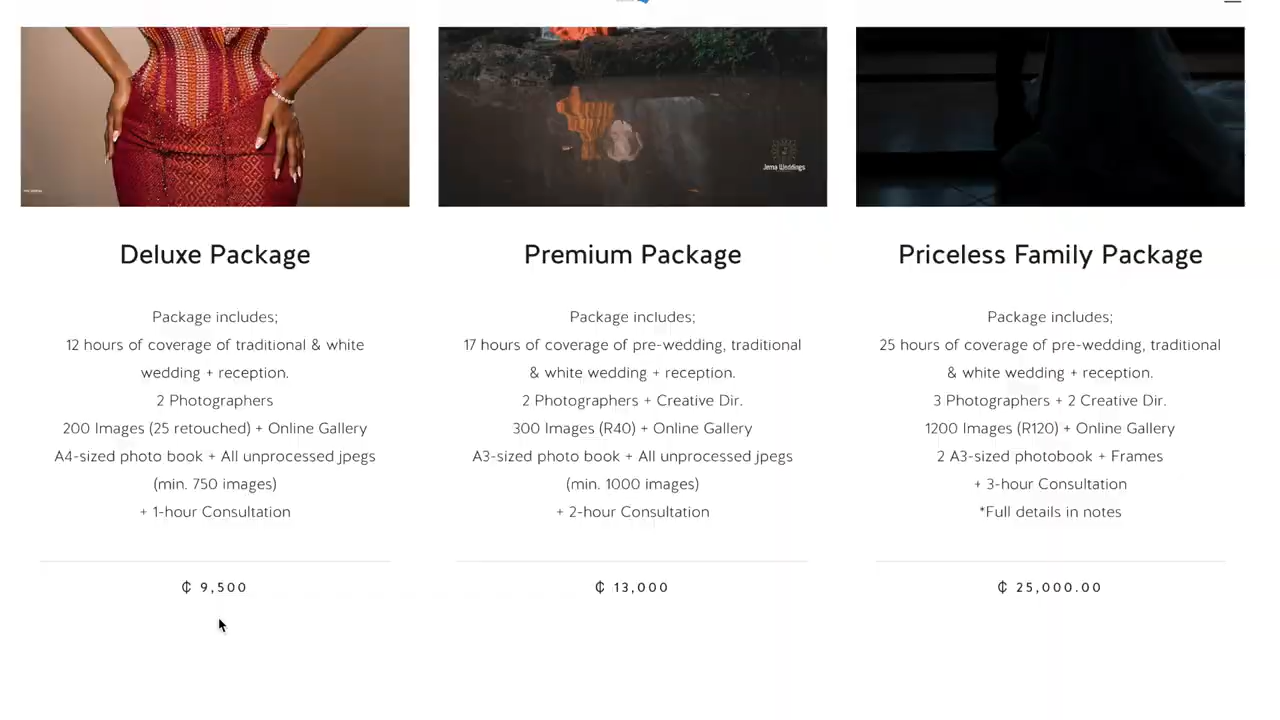 Jema Weddings
Deluxe Package
Package includes;
12 hours of coverage of traditional & white
wedding + reception.
2 Photographers
200 Images (25 retouched) + Online Gallery
A4-sized photo book + All unprocessed jpegs
(min. 750 images)
+ 1-hour Consultation
₵ 9,500
Premium Package
Package includes;
17 hours of coverage of pre-wedding, traditional
& white wedding + reception.
2 Photographers + Creative Dir.
300 Images (R40) + Online Gallery
A3-sized photo book + All unprocessed jpegs
(min. 1000 images)
+ 2-hour Consultation
₵ 13,000
Priceless Family Package
Package includes;
25 hours of coverage of pre-wedding, traditional
& white wedding + reception.
3 Photographers + 2 Creative Dir.
1200 Images (R120) + Online Gallery
2 A3-sized photobook + Frames
+ 3-hour Consultation
*Full details in notes
₵ 25,000.00